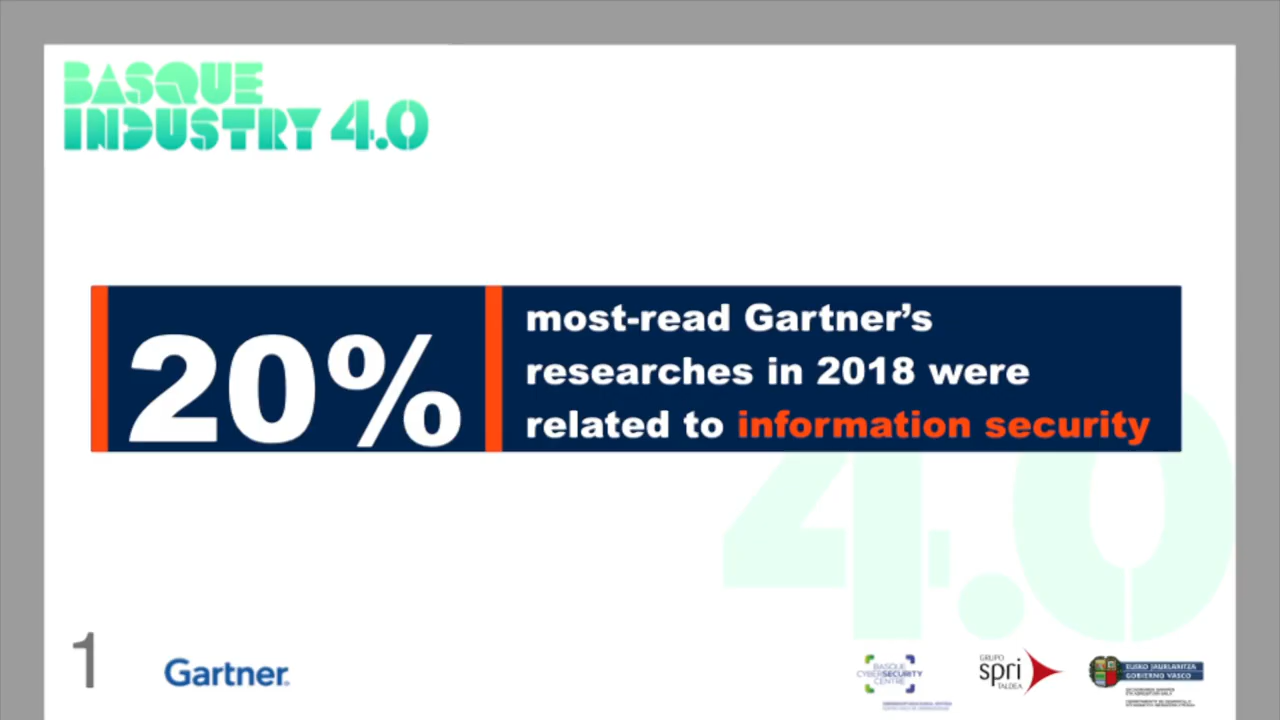 BASQUE
INDUSTRY 4.0
20%
most-read Gartner's
researches in 2018 were
related to information security
4.0
1
Gartner
BASQUE
CYBERSECURITY
CENTRE
GRUPO
spri
TALDEA
EUSKO JAURLARITZA
GOBIERNO VASCO